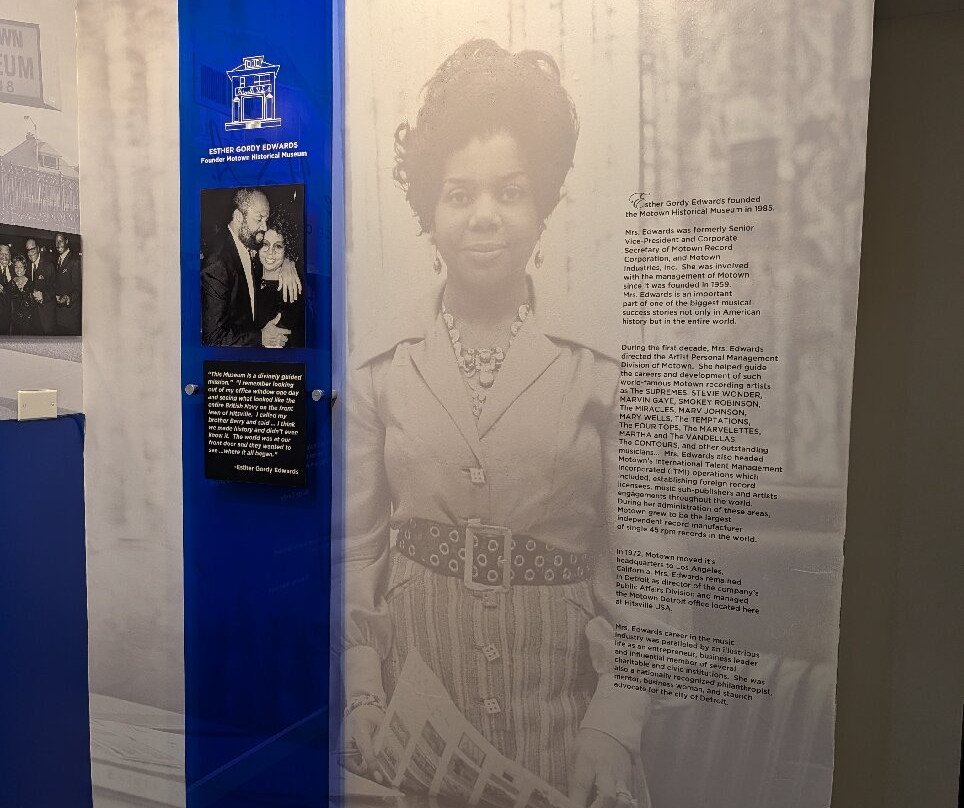 WN
EUM
ESTHER GORDY EDWARDS
Founder Motown Historical Museum
"This Museum is a divinely guided
mission." "I remember looking
out of my office window one day
and seeing what looked like the
entire British Navy on the front
lawn of Hitsville. I called my
brother Berry and said ... I think
we made history and didn't even
know it. The world was at our
front door and they wanted to
see ...where it all began."
-Esther Gordy Edwards
Esther Gordy Edwards founded
the Motown Historical Museum in 1985.
Mrs. Edwards was formerly Senior
Vice-President and Corporate
Secretary of Motown Record
Corporation, and Motown
Industries, Inc. She was involved
with the management of Motown
since it was founded in 1959.
Mrs. Edwards is an important
part of one of the biggest musical
success stories not only in American
history but in the entire world.
During the first decade, Mrs. Edwards
directed the Artist Personal Management
Division of Motown. She helped guide
the careers and development of such
world-famous Motown recording artists
as The SUPREMES, STEVIE WONDER,
MARVIN GAYE, SMOKEY ROBINSON,
The MIRACLES, MARV JOHNSON,
MARY WELLS, The TEMPTATIONS,
The FOUR TOPS, The MARVELETTES,
MARTHA and The VANDELLAS,
The CONTOURS, and other outstanding
musicians... Mrs. Edwards also headed
Motown's International Talent Management
Incorporated (ITMI) operations which
included, establishing foreign record
licensees, music sub-publishers and artists
engagements throughout the world.
During her administration of these areas,
Motown grew to be the largest
independent record manufacturer
of single 45 rpm records in the world.
In 1972, Motown moved it's
headquarters to Los Angeles,
California. Mrs. Edwards remained
in Detroit as director of the company's
Public Affairs Division and managed
the Motown Detroit office located here
at Hitsville USA.
Mrs. Edwards career in the music
industry was paralleled by an illustrious
life as an entrepreneur, business leader
and influential member of several
charitable and civic institutions. She was
also a nationally recognized philanthropist,
mentor, business woman, and staunch
advocate for the city of Detroit.